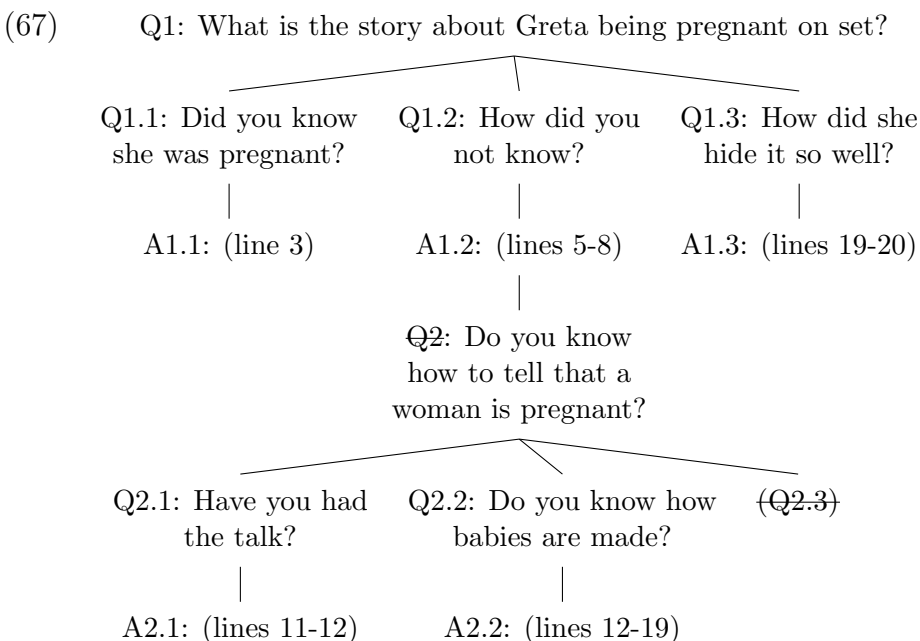 (67) Q1: What is the story about Greta being pregnant on set?
Q1.1: Did you know Q1.2: How did you Q1.3: How did she
she was pregnant? not know? hide it so well?
A1.1: (line 3) A1.2: (lines 5-8) A1.3: (lines 19-20)
Q2: Do you know
how to tell that a
woman is pregnant?
Q2.1: Have you had Q2.2: Do you know how (Q2.3)
the talk? babies are made?
A2.1: (lines 11-12) A2.2: (lines 12-19)